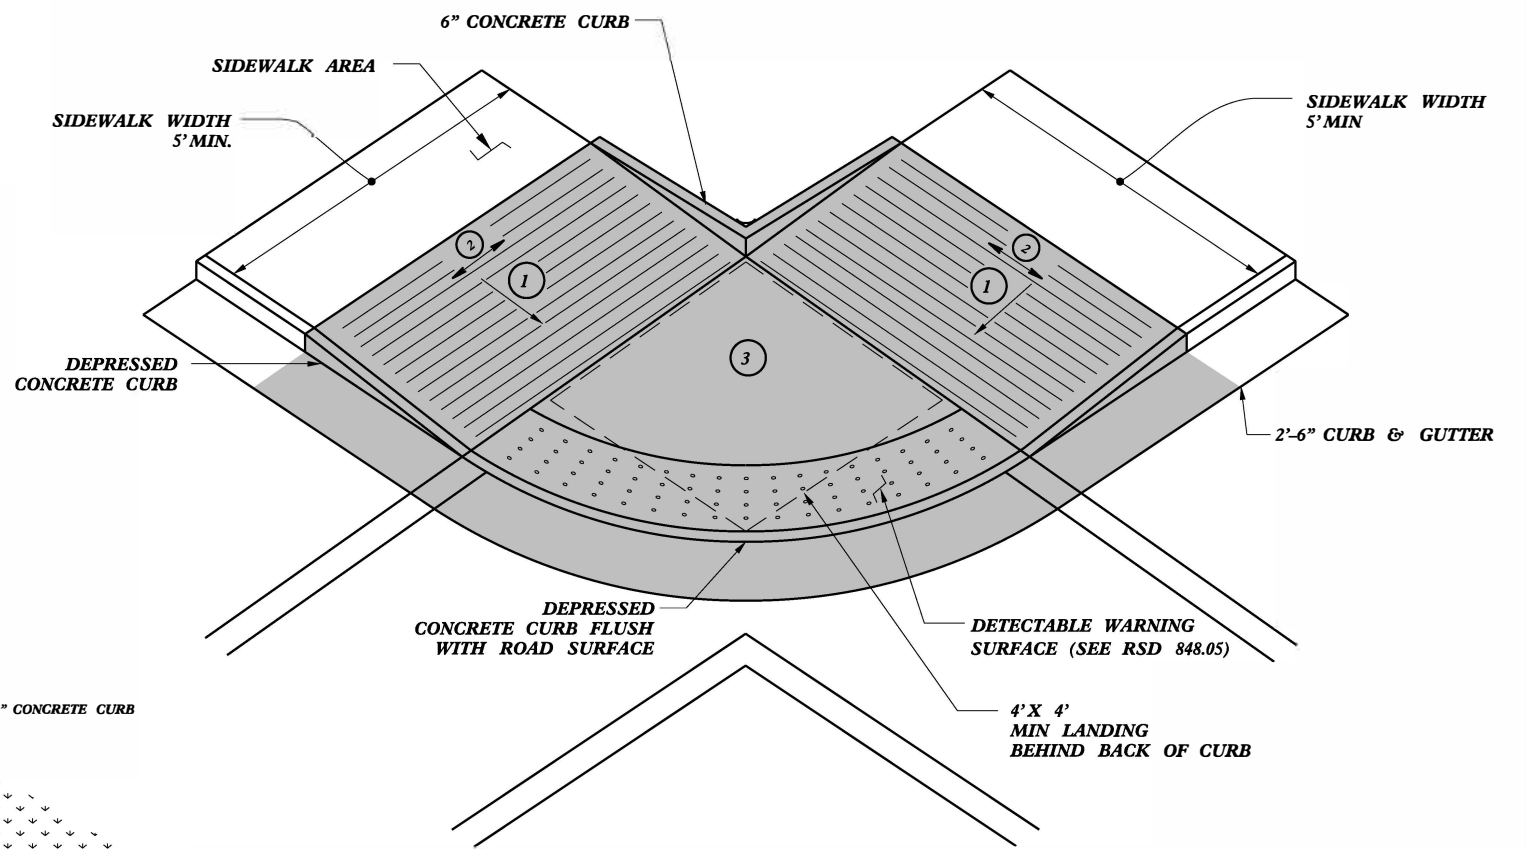 6” CONCRETE CURB
SIDEWALK AREA
SIDEWALK WIDTH
5’ MIN.
SIDEWALK WIDTH
5’ MIN
2
1
2
1
3
DEPRESSED
CONCRETE CURB
2’–6” CURB & GUTTER
DEPRESSED
CONCRETE CURB FLUSH
WITH ROAD SURFACE
DETECTABLE WARNING
SURFACE (SEE RSD 848.05)
4’ X 4’
MIN LANDING
BEHIND BACK OF CURB
” CONCRETE CURB